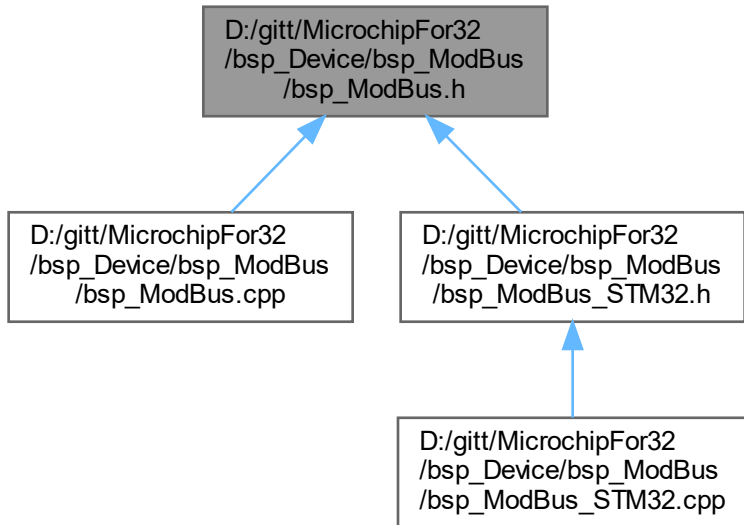 D:/gitt/MicrochipFor32
/bsp_Device/bsp_ModBus
/bsp_ModBus.h
D:/gitt/MicrochipFor32
/bsp_Device/bsp_ModBus
/bsp_ModBus.cpp
D:/gitt/MicrochipFor32
/bsp_Device/bsp_ModBus
/bsp_ModBus_STM32.h
D:/gitt/MicrochipFor32
/bsp_Device/bsp_ModBus
/bsp_ModBus_STM32.cpp